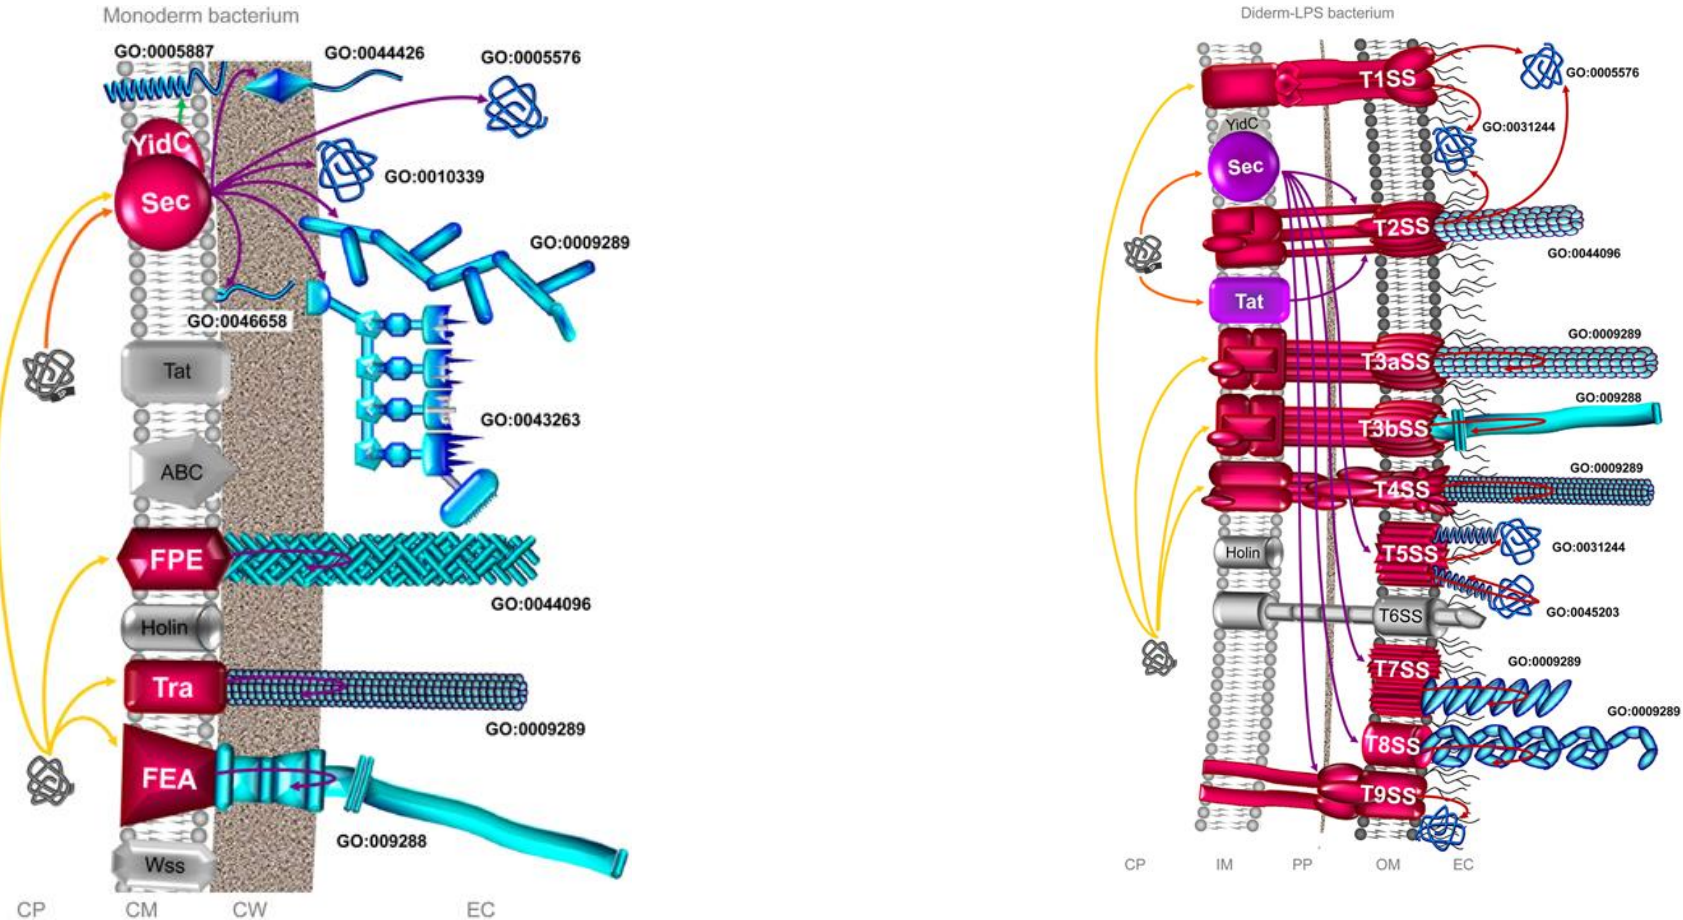 Monoderm bacterium
GO:0005887
GO:0044426
GO:0005576
YidC
GO:0010339
Sec
GO:0009289
GO:0046658
Tat
GO:0043263
ABC
FPE
GO:0044096
Holin
Tra
GO:0009289
FEA
GO:009288
Wss
CP
CM
CW
EC
Diderm-LPS bacterium
T1SS
GO:0005576
YidC
GO:0031244
Sec
T2SS
GO:0044096
Tat
GO:0009289
T3aSS
GO:009288
T3bSS
GO:0009289
T4SS
Holin
T5SS
GO:0031244
T6SS
GO:0045203
T7SS
GO:0009289
GO:0009289
T8SS
T9SS
CP
IM
PP
OM
EC